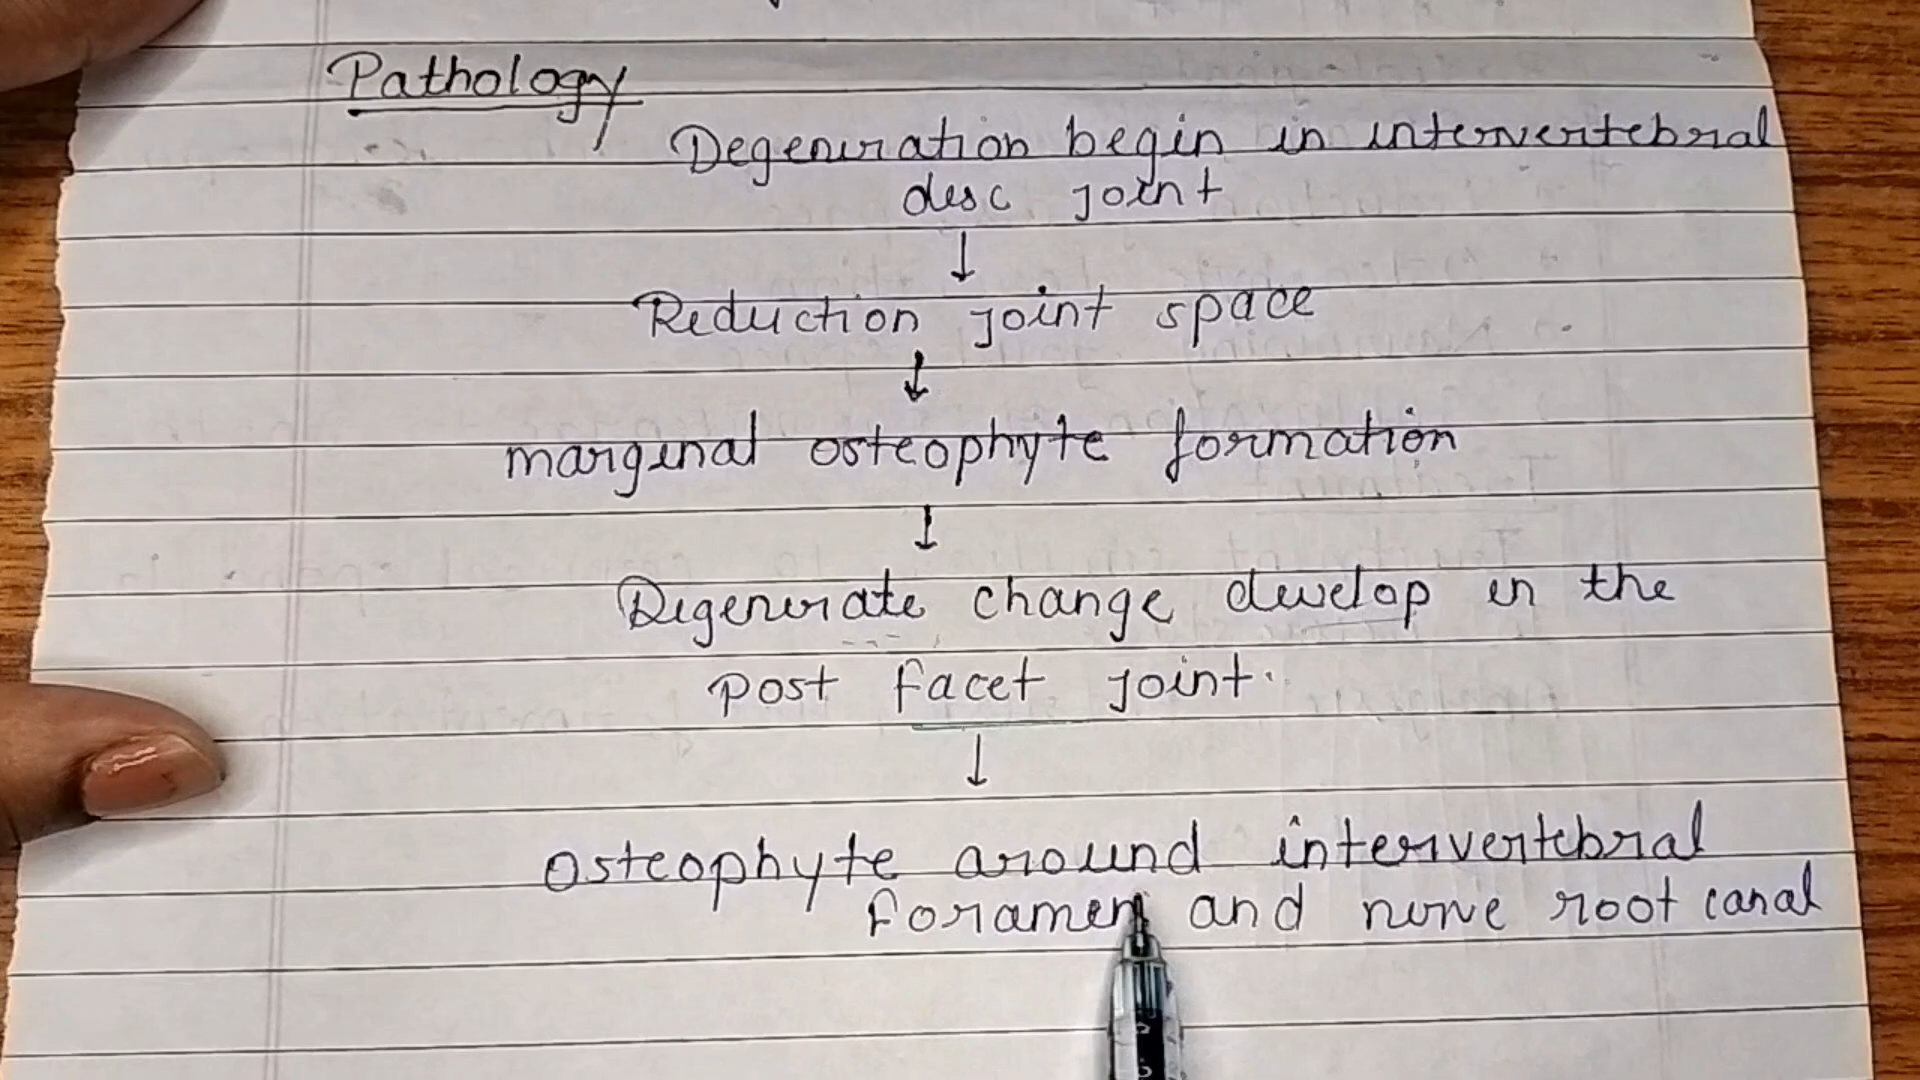 Pathology
Degeneration begin in intervertebral
disc joint
↓
Reduction joint space
↓
marginal osteophyte formation
↓
Degenerate change develop in the
post facet joint.
↓
osteophyte around intervertebral
foramen and nerve root canal